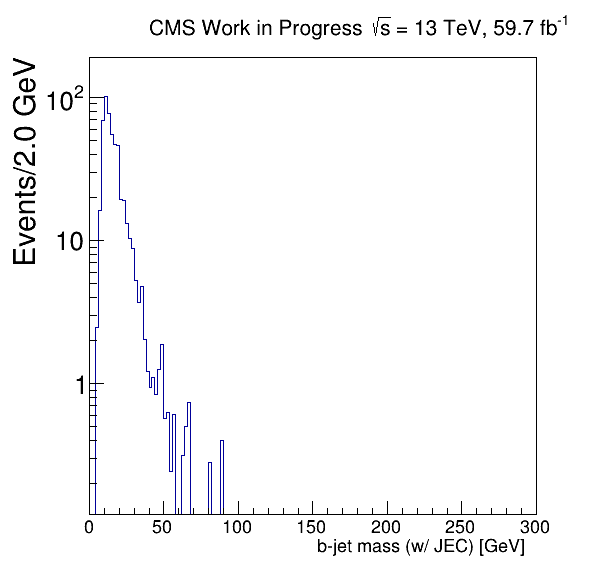 CMS Work in Progress √s = 13 TeV, 59.7 fb⁻¹
Events/2.0 GeV
10²
10
1
0 50 100 150 200 250 300
b-jet mass (w/ JEC) [GeV]